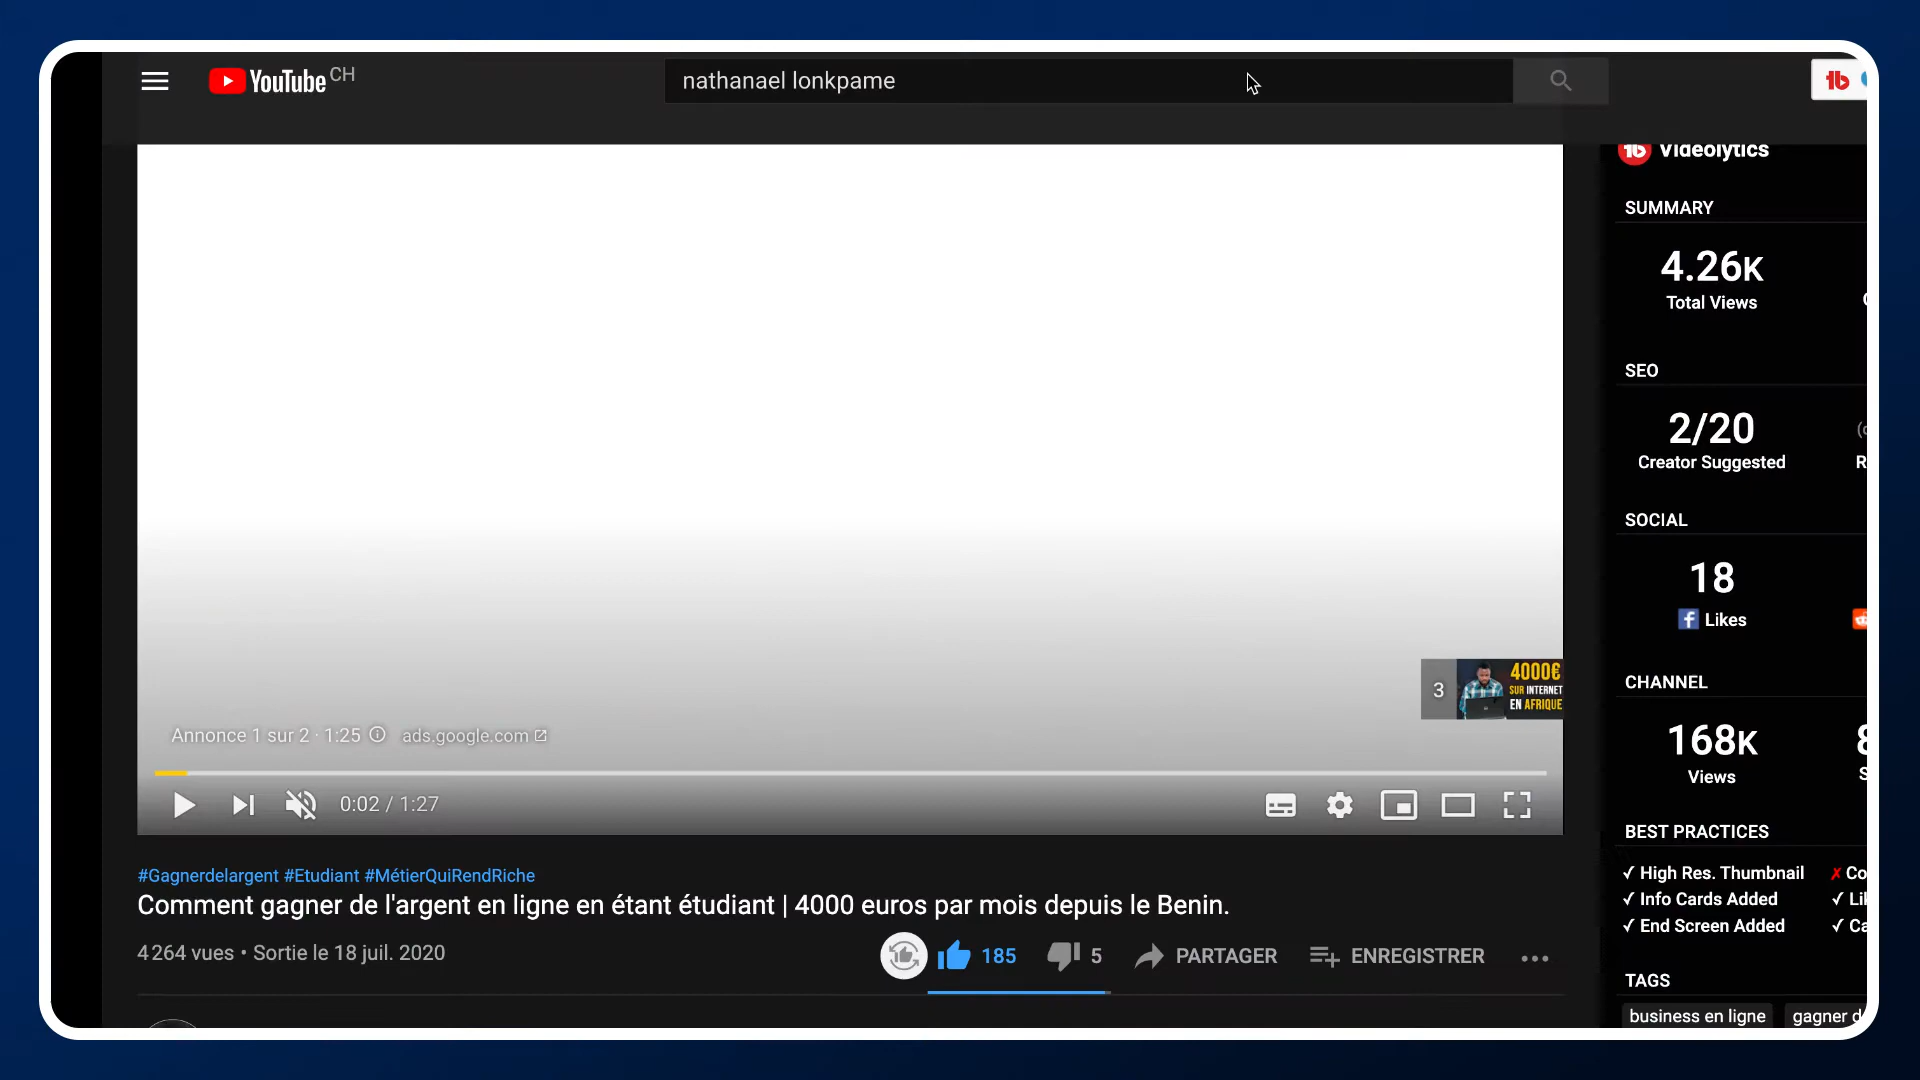 YouTube CH
nathanael lonkpame
Videolytics
SUMMARY
4.26K
Total Views
SEO
2/20
Creator Suggested
SOCIAL
18
Likes
CHANNEL
168K
Views
BEST PRACTICES
✓ High Res. Thumbnail
✗ Co
✓ Info Cards Added
✓ Li
✓ End Screen Added
✓ Ca
TAGS
business en ligne
gagner d
3
4000€
SUR INTERNET
EN AFRIQUE
Annonce 1 sur 2 · 1:25
ads.google.com
0:02 / 1:27
#Gagnerdelargent #Etudiant #MétierQuiRendRiche
Comment gagner de l'argent en ligne en étant étudiant | 4000 euros par mois depuis le Benin.
4 264 vues • Sortie le 18 juil. 2020
185
5
PARTAGER
ENREGISTRER